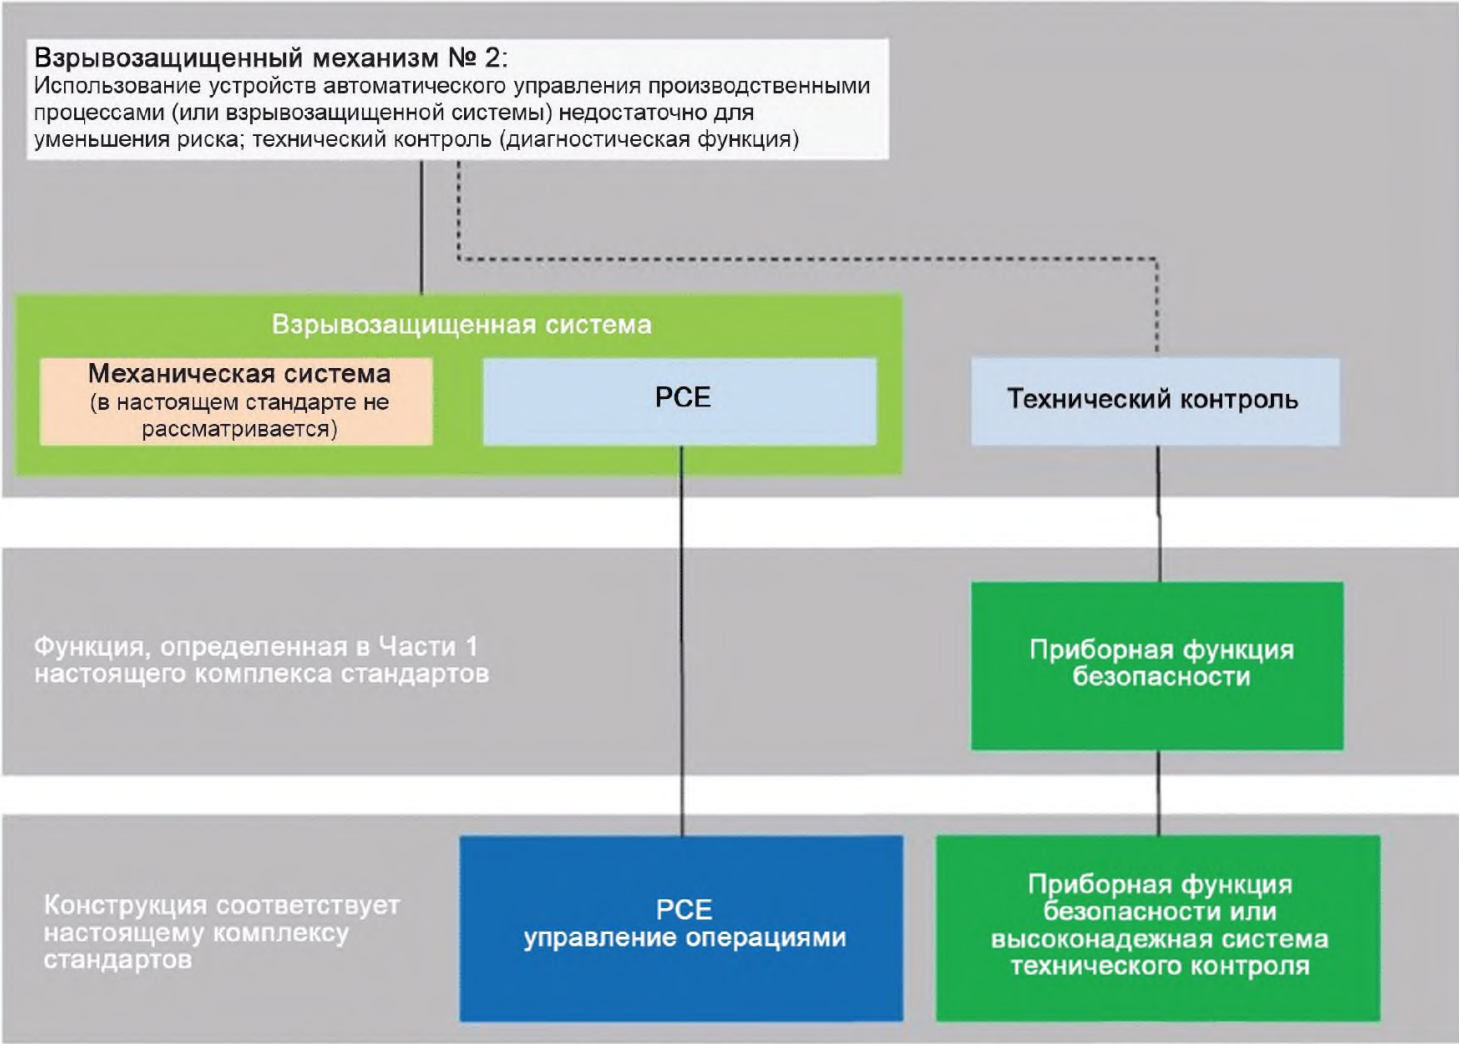 Взрывозащищенный механизм № 2:
Использование устройств автоматического управления производственными
процессами (или взрывозащищенной системы) недостаточно для
уменьшения риска; технический контроль (диагностическая функция)
Взрывозащищенная система
Механическая система
(в настоящем стандарте не
рассматривается)
PCE
Технический контроль
Функция, определенная в Части 1
настоящего комплекса стандартов
Приборная функция
безопасности
Конструкция соответствует
настоящему комплексу
стандартов
PCE
управление операциями
Приборная функция
безопасности или
высоконадежная система
технического контроля